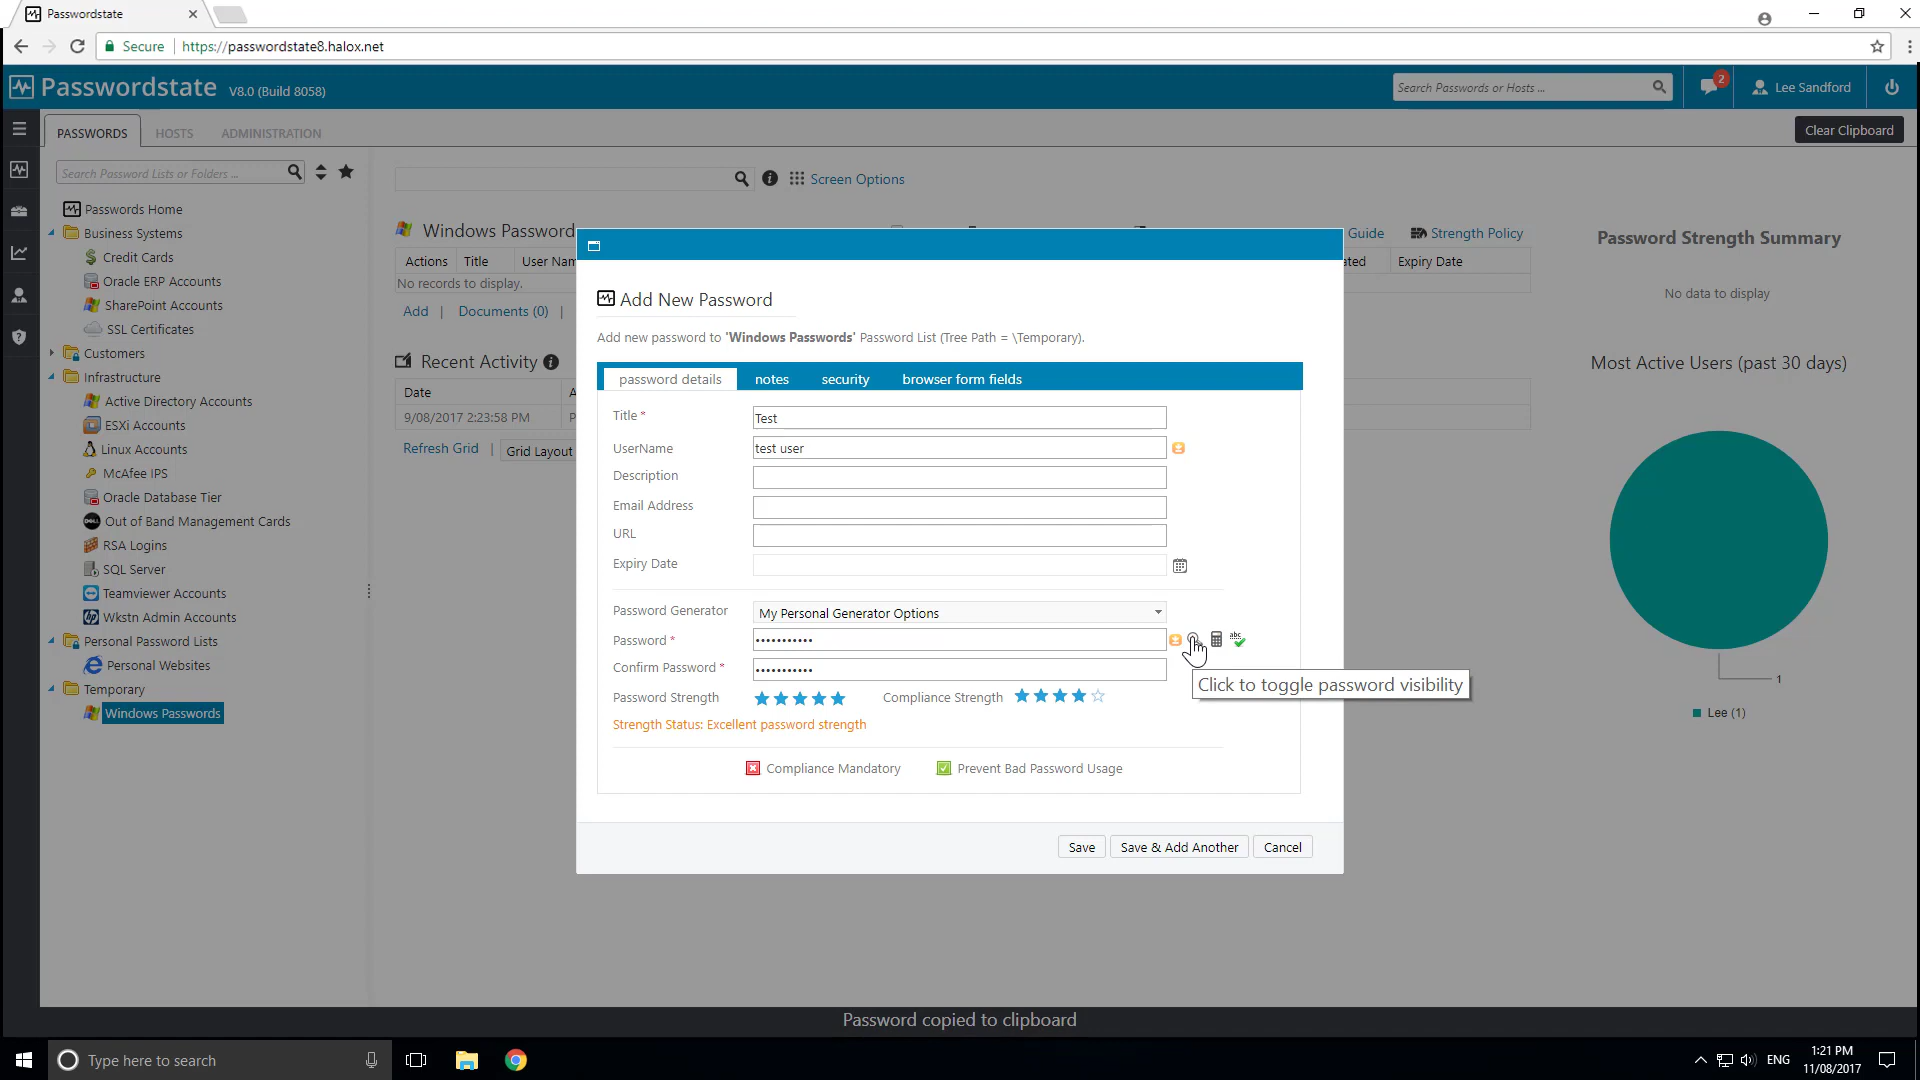 Passwordstate
Secure https://passwordstate8.halox.net
Passwordstate V8.0 (Build 8058)
Search Passwords or Hosts ...
2
Lee Sandford
PASSWORDS HOSTS ADMINISTRATION
Clear Clipboard
Search Password Lists or Folders ...
Passwords Home
Business Systems
Credit Cards
Oracle ERP Accounts
SharePoint Accounts
SSL Certificates
Customers
Infrastructure
Active Directory Accounts
ESXi Accounts
Linux Accounts
McAfee IPS
Oracle Database Tier
Out of Band Management Cards
RSA Logins
SQL Server
Teamviewer Accounts
Wkstn Admin Accounts
Personal Password Lists
Personal Websites
Temporary
Windows Passwords
Screen Options
Windows Password
Guide Strength Policy
Actions Title User Nam
ated Expiry Date
No records to display.
Add | Documents (0) |
Recent Activity
Date A
9/08/2017 2:23:58 PM P
Refresh Grid | Grid Layout
Add New Password
Add new password to 'Windows Passwords' Password List (Tree Path = \Temporary).
password details notes security browser form fields
Title * Test
UserName test user
Description
Email Address
URL
Expiry Date
Password Generator My Personal Generator Options
Password * •••••••••••
abc
Confirm Password * •••••••••••
Click to toggle password visibility
Password Strength Compliance Strength
Strength Status: Excellent password strength
Compliance Mandatory Prevent Bad Password Usage
Save Save & Add Another Cancel
Password Strength Summary
No data to display
Most Active Users (past 30 days)
1
Lee (1)
Password copied to clipboard
Type here to search
ENG
1:21 PM
11/08/2017